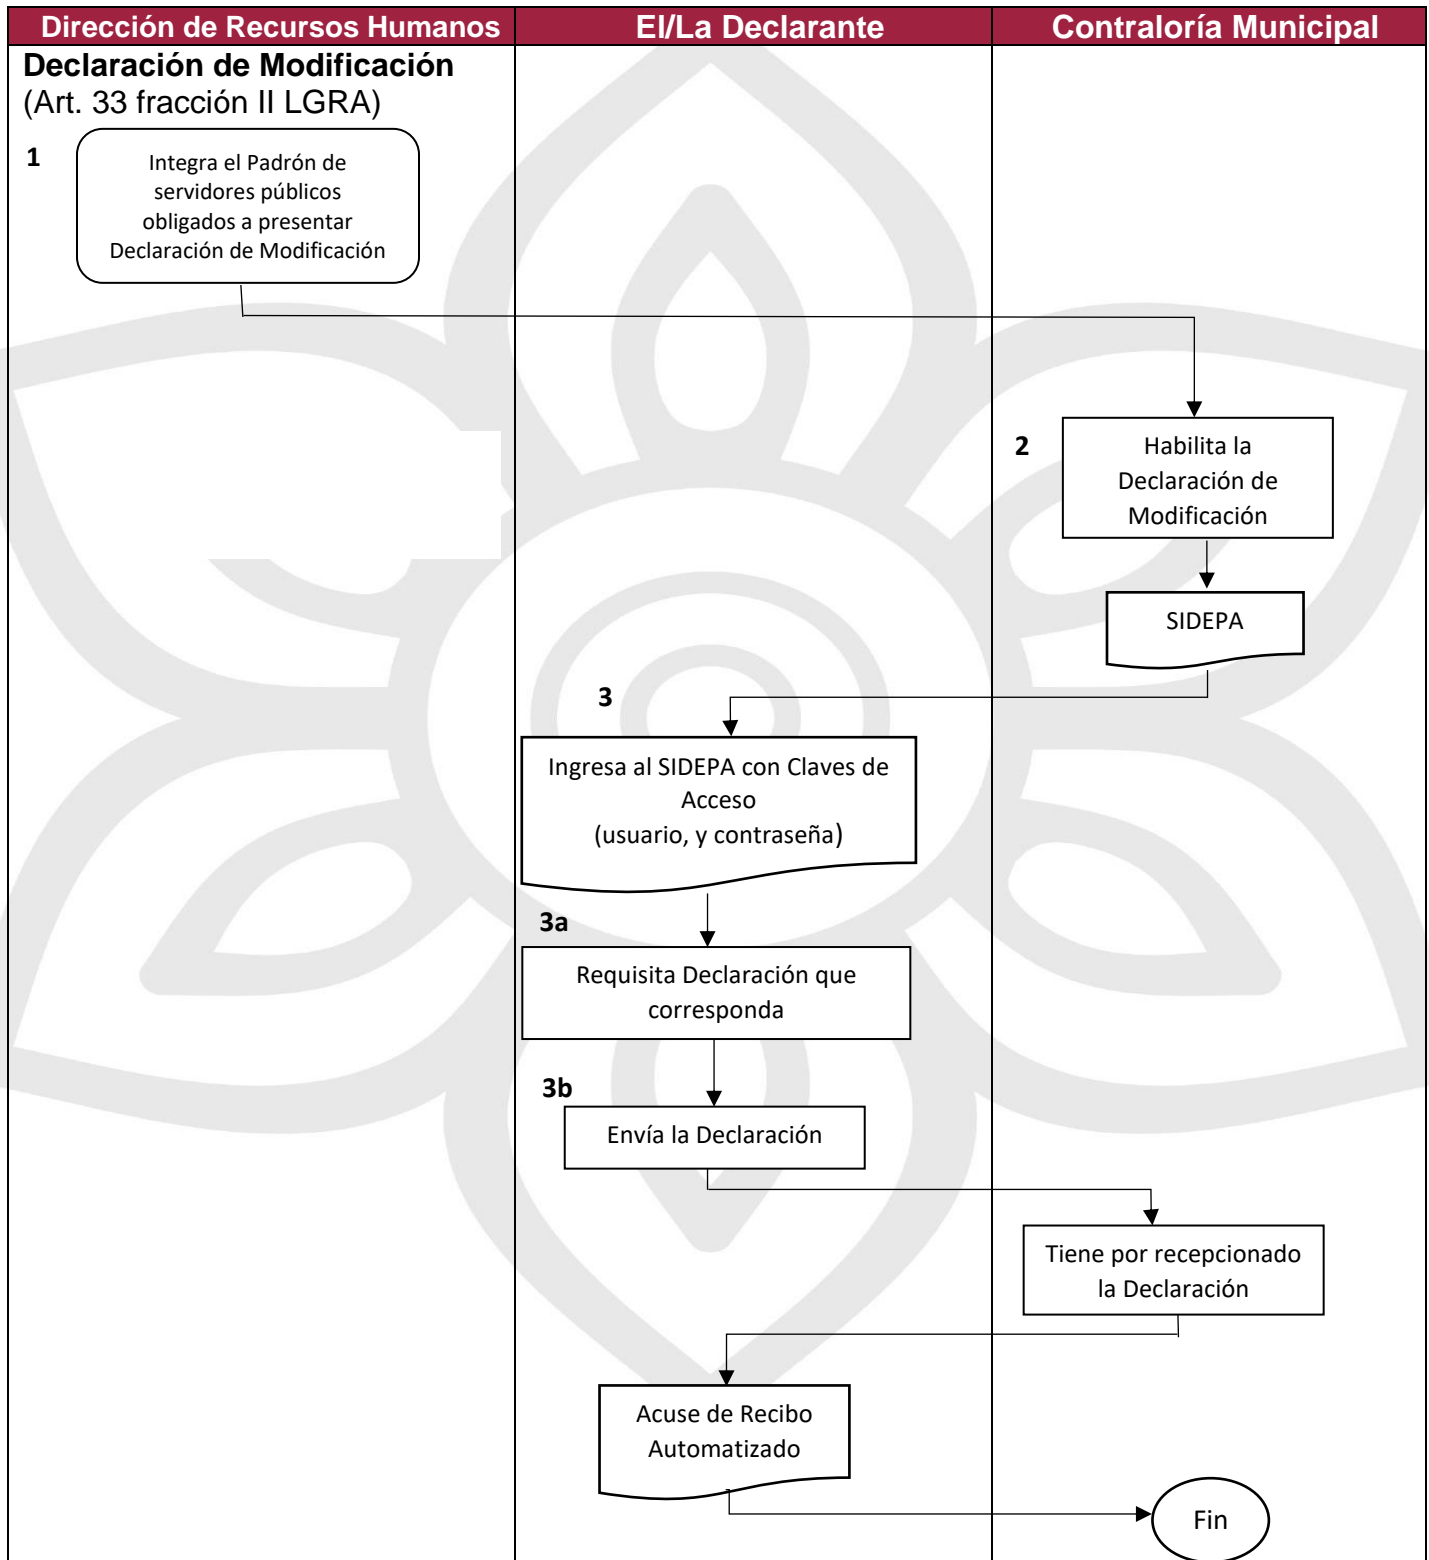 Dirección de Recursos Humanos
El/La Declarante
Contraloría Municipal
Declaración de Modificación
(Art. 33 fracción II LGRA)
1
Integra el Padrón de
servidores públicos
obligados a presentar
Declaración de Modificación
2
Habilita la
Declaración de
Modificación
SIDEPA
3
Ingresa al SIDEPA con Claves de
Acceso
(usuario, y contraseña)
3a
Requisita Declaración que
corresponda
3b
Envía la Declaración
Tiene por recepcionado
la Declaración
Acuse de Recibo
Automatizado
Fin